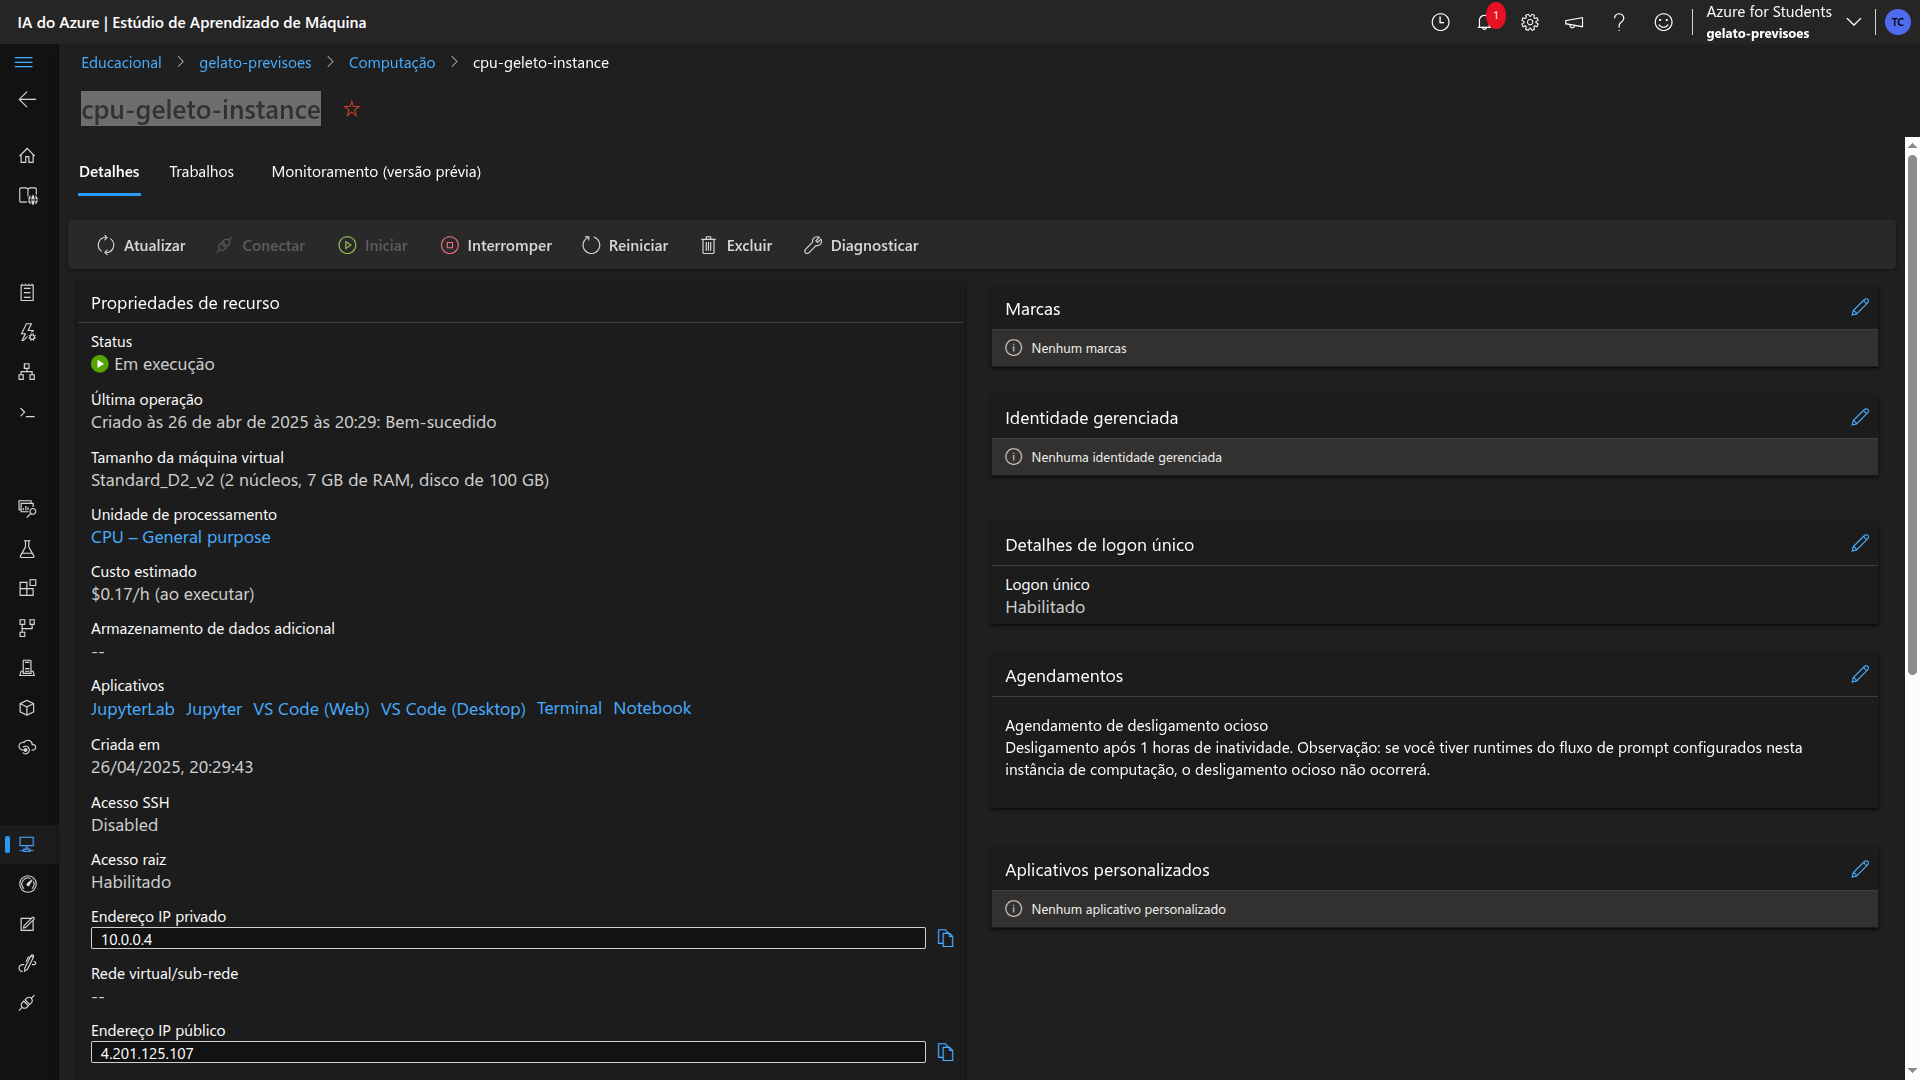 IA do Azure | Estúdio de Aprendizado de Máquina
1
Azure for Students
gelato-previsoes
TC
Educacional > gelato-previsoes > Computação > cpu-geleto-instance
cpu-geleto-instance
Detalhes Trabalhos Monitoramento (versão prévia)
Atualizar Conectar Iniciar Interromper Reiniciar Excluir Diagnosticar
Propriedades de recurso
Status
Em execução
Última operação
Criado às 26 de abr de 2025 às 20:29: Bem-sucedido
Tamanho da máquina virtual
Standard_D2_v2 (2 núcleos, 7 GB de RAM, disco de 100 GB)
Unidade de processamento
CPU – General purpose
Custo estimado
$0.17/h (ao executar)
Armazenamento de dados adicional
--
Aplicativos
JupyterLab Jupyter VS Code (Web) VS Code (Desktop) Terminal Notebook
Criada em
26/04/2025, 20:29:43
Acesso SSH
Disabled
Acesso raiz
Habilitado
Endereço IP privado
10.0.0.4
Rede virtual/sub-rede
--
Endereço IP público
4.201.125.107
Marcas
Nenhum marcas
Identidade gerenciada
Nenhuma identidade gerenciada
Detalhes de logon único
Logon único
Habilitado
Agendamentos
Agendamento de desligamento ocioso
Desligamento após 1 horas de inatividade. Observação: se você tiver runtimes do fluxo de prompt configurados nesta
instância de computação, o desligamento ocioso não ocorrerá.
Aplicativos personalizados
Nenhum aplicativo personalizado